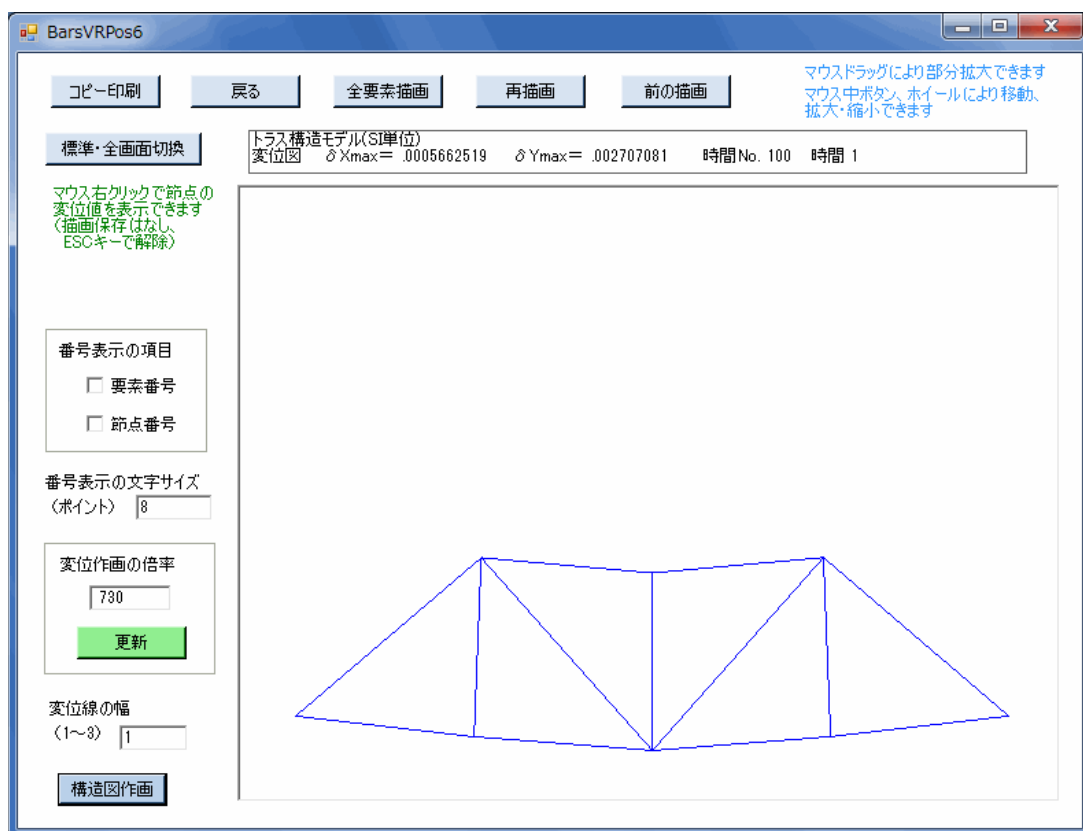 BarsVRPos6
コピー印刷
戻る
全要素描画
再描画
前の描画
マウスドラッグにより部分拡大できます
マウス中ボタン、ホイールにより移動、
拡大・縮小できます
標準・全画面切換
トラス構造モデル(SI単位)
変位図 δXmax＝ .0005662519 δYmax＝ .002707081 時間No. 100 時間 1
マウス右クリックで節点の
変位値を表示できます
（描画保存はなし、
ESCキーで解除）
番号表示の項目
要素番号
節点番号
番号表示の文字サイズ
（ポイント） 8
変位作画の倍率
730
更新
変位線の幅
（1～3） 1
構造図作画